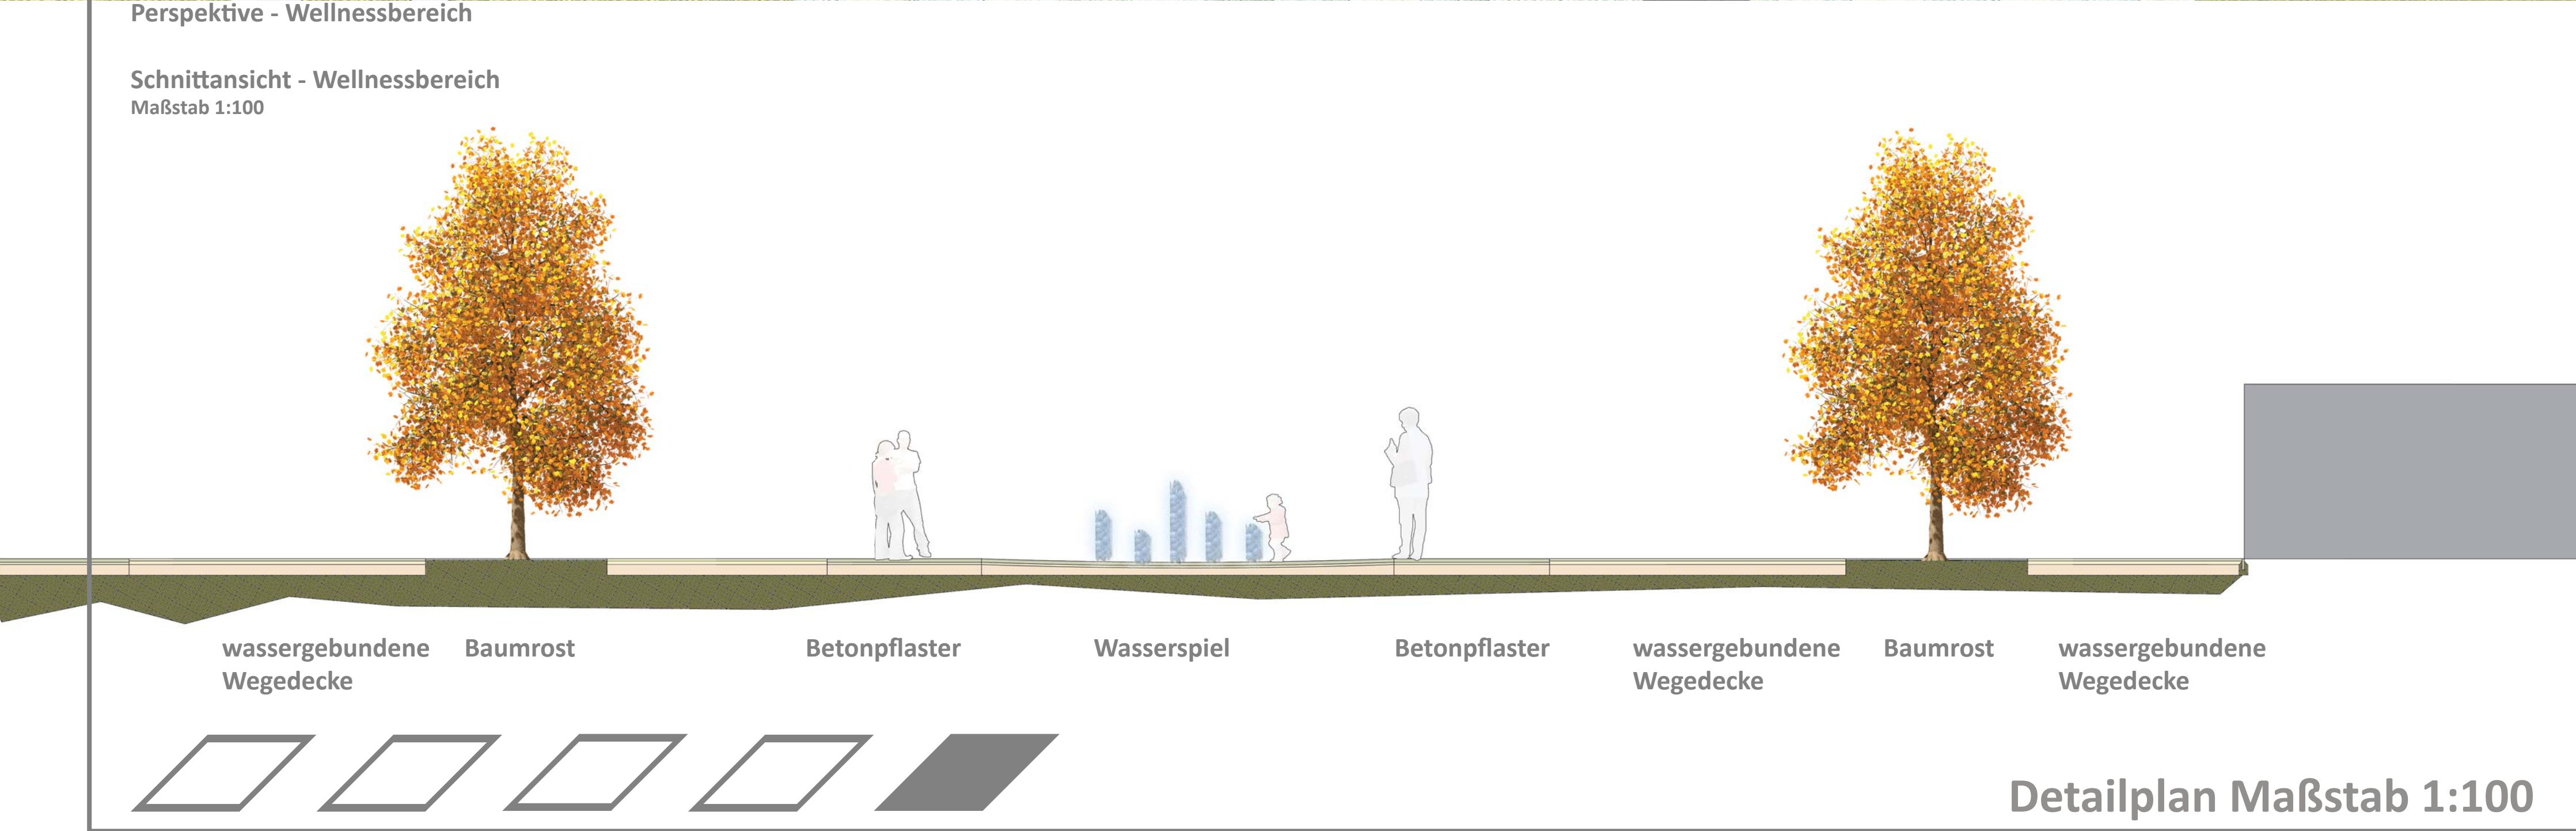 Perspektive - Wellnessbereich
Schnittansicht - Wellnessbereich
Maßstab 1:100
wassergebundene
Wegedecke
Baumrost
Betonpflaster
Wasserspiel
Betonpflaster
wassergebundene
Wegedecke
Baumrost
wassergebundene
Wegedecke
Detailplan Maßstab 1:100